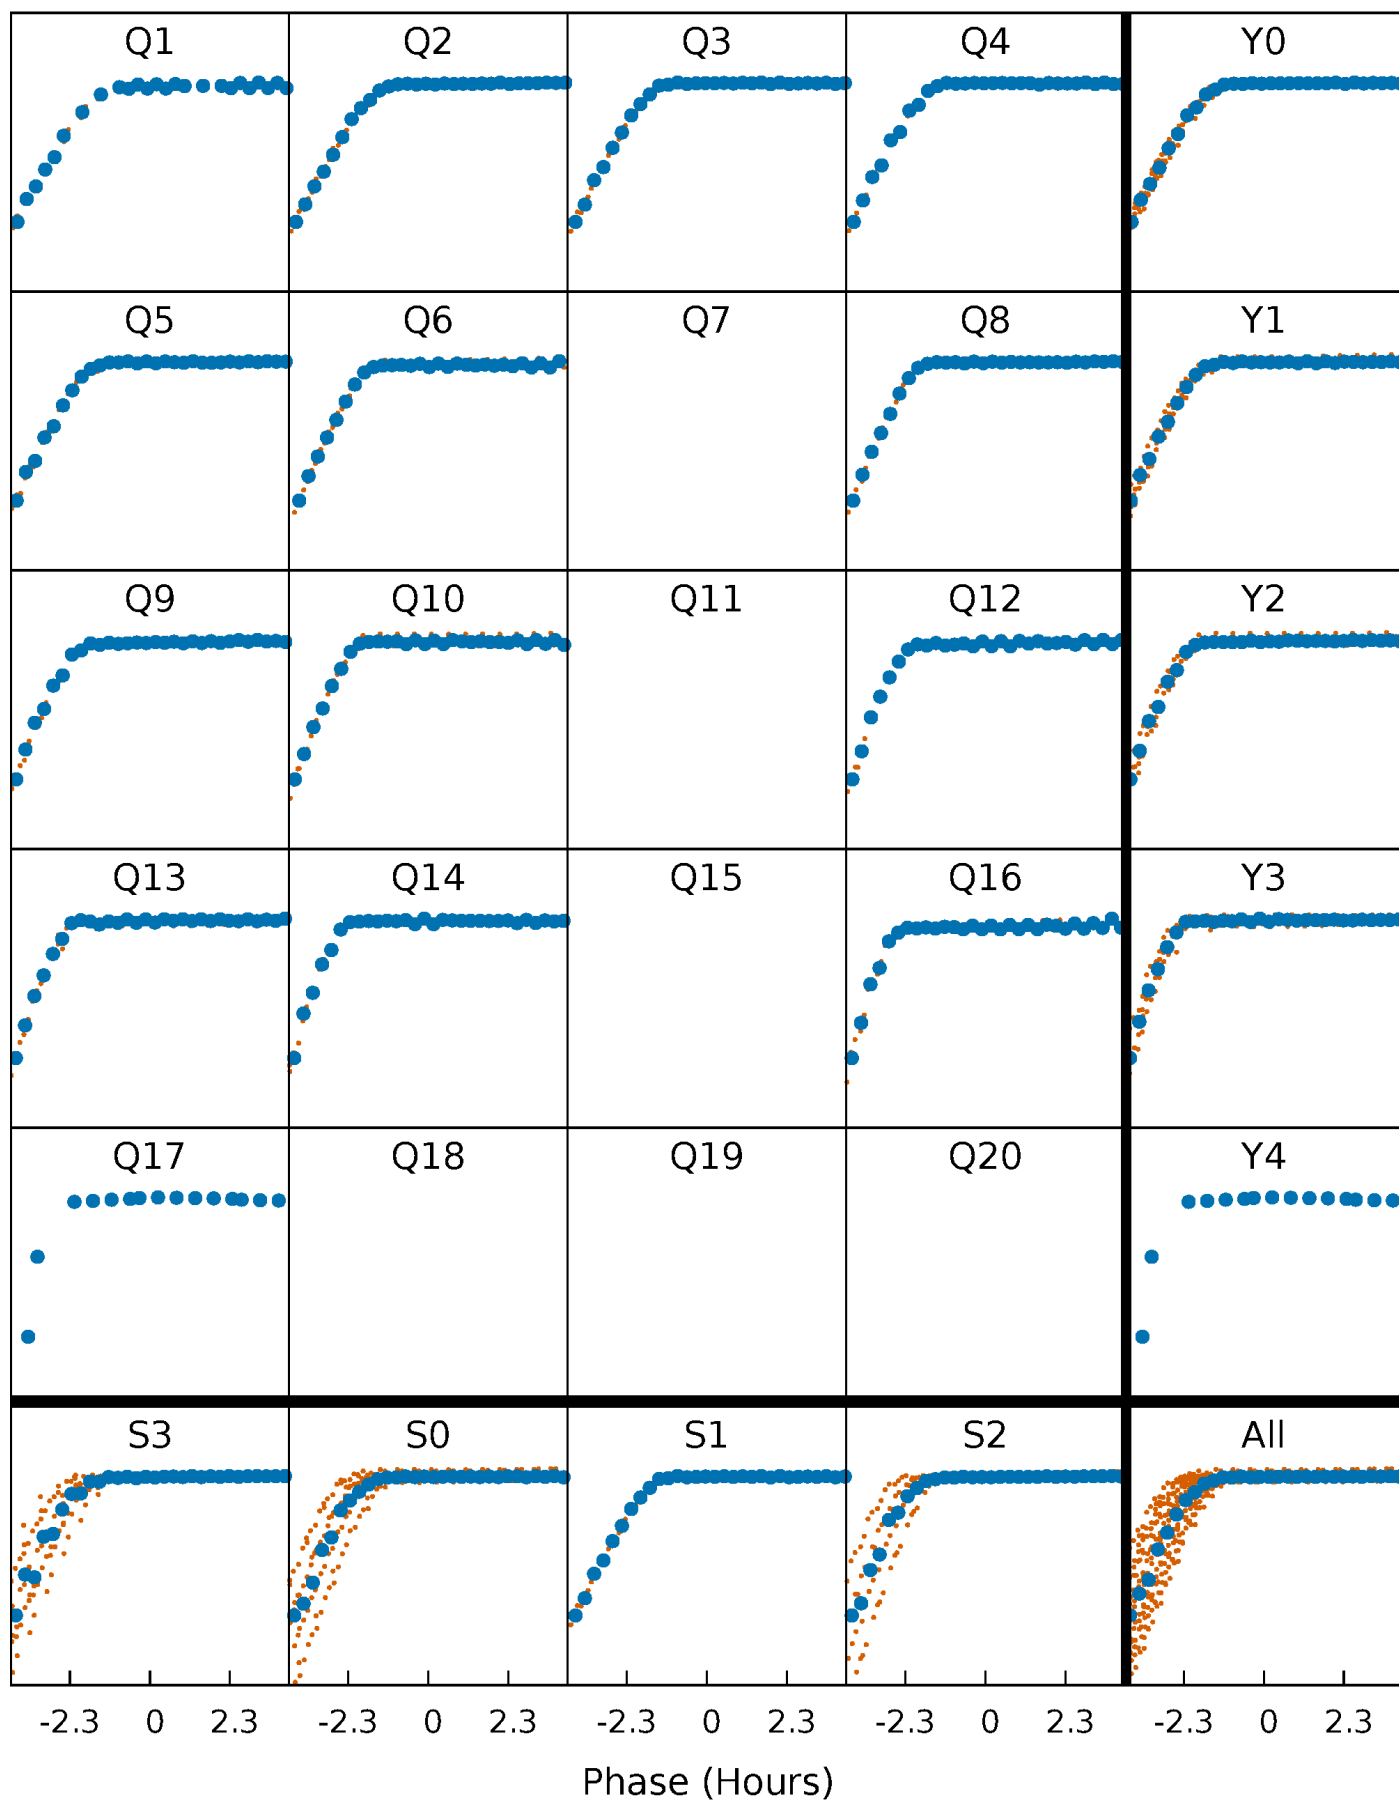 Q1 Q2 Q3 Q4 Y0
Q5 Q6 Q7 Q8 Y1
Q9 Q10 Q11 Q12 Y2
Q13 Q14 Q15 Q16 Y3
Q17 Q18 Q19 Q20 Y4
S3 S0 S1 S2 All
-2.3 0 2.3 -2.3 0 2.3 -2.3 0 2.3 -2.3 0 2.3 -2.3 0 2.3
Phase (Hours)